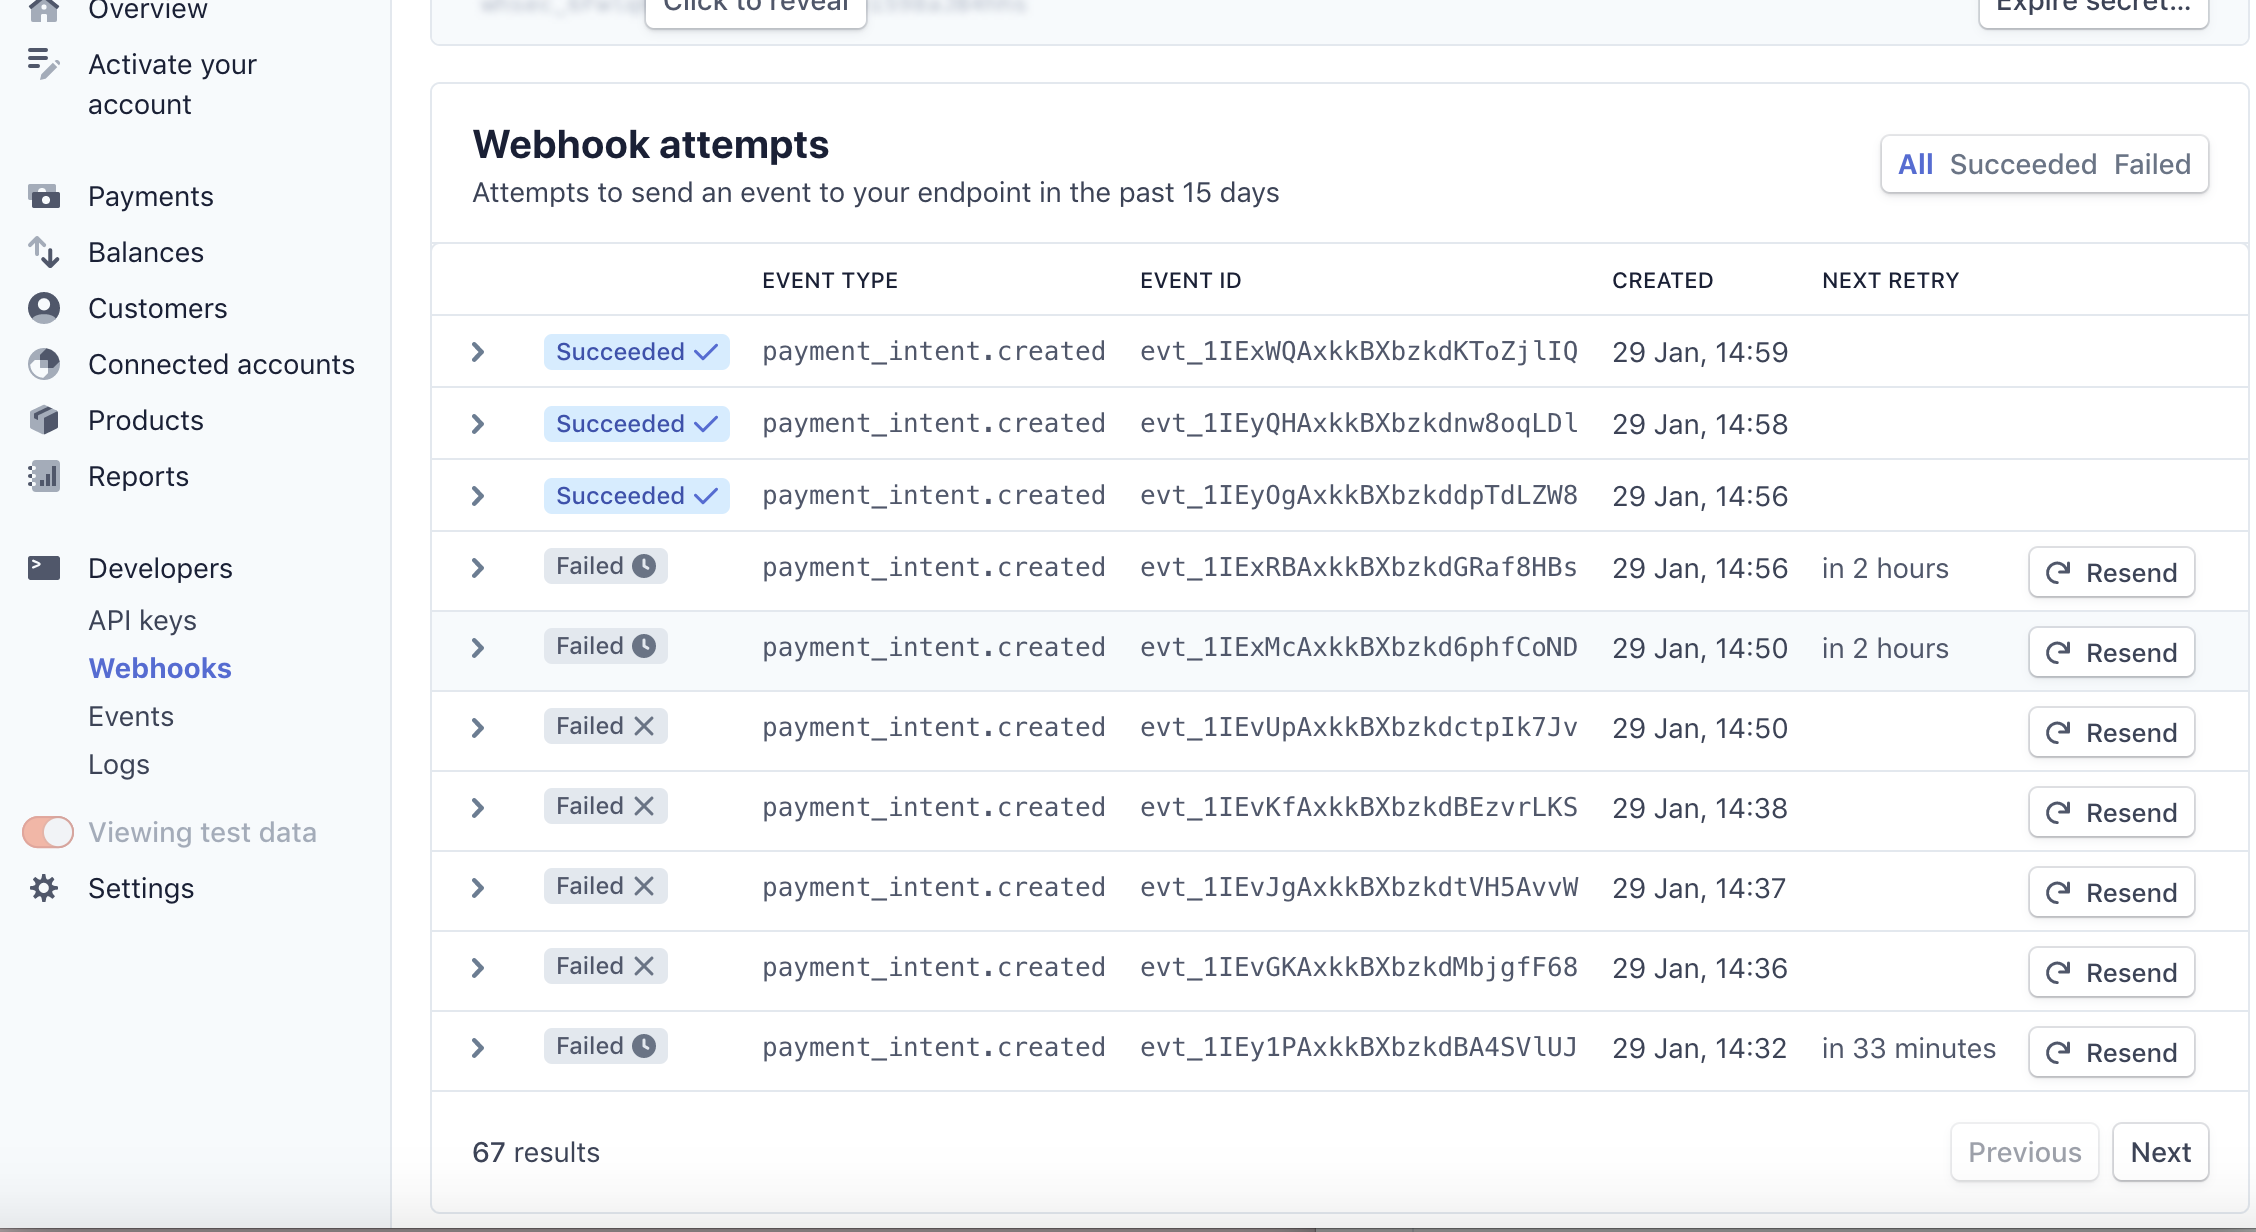 Overview
Activate your
account
Payments
Balances
Customers
Connected accounts
Products
Reports
Developers
API keys
Webhooks
Events
Logs
Viewing test data
Settings
Click to reveal
Expire secret...
Webhook attempts
Attempts to send an event to your endpoint in the past 15 days
All Succeeded Failed
EVENT TYPE EVENT ID CREATED NEXT RETRY
Succeeded payment_intent.created evt_1IExWQAxkkBXbzkdKToZjlIQ 29 Jan, 14:59
Succeeded payment_intent.created evt_1IEyQHAxkkBXbzkdnw8oqLDl 29 Jan, 14:58
Succeeded payment_intent.created evt_1IEyOgAxkkBXbzkddpTdLZW8 29 Jan, 14:56
Failed payment_intent.created evt_1IExRBAxkkBXbzkdGRaf8HBs 29 Jan, 14:56 in 2 hours Resend
Failed payment_intent.created evt_1IExMcAxkkBXbzkd6phfCoND 29 Jan, 14:50 in 2 hours Resend
Failed payment_intent.created evt_1IEvUpAxkkBXbzkdctpIk7Jv 29 Jan, 14:50 Resend
Failed payment_intent.created evt_1IEvKfAxkkBXbzkdBEzvrLKS 29 Jan, 14:38 Resend
Failed payment_intent.created evt_1IEvJgAxkkBXbzkdtVH5AvvW 29 Jan, 14:37 Resend
Failed payment_intent.created evt_1IEvGKAxkkBXbzkdMbjgfF68 29 Jan, 14:36 Resend
Failed payment_intent.created evt_1IEy1PAxkkBXbzkdBA4SVlUJ 29 Jan, 14:32 in 33 minutes Resend
67 results
Previous Next